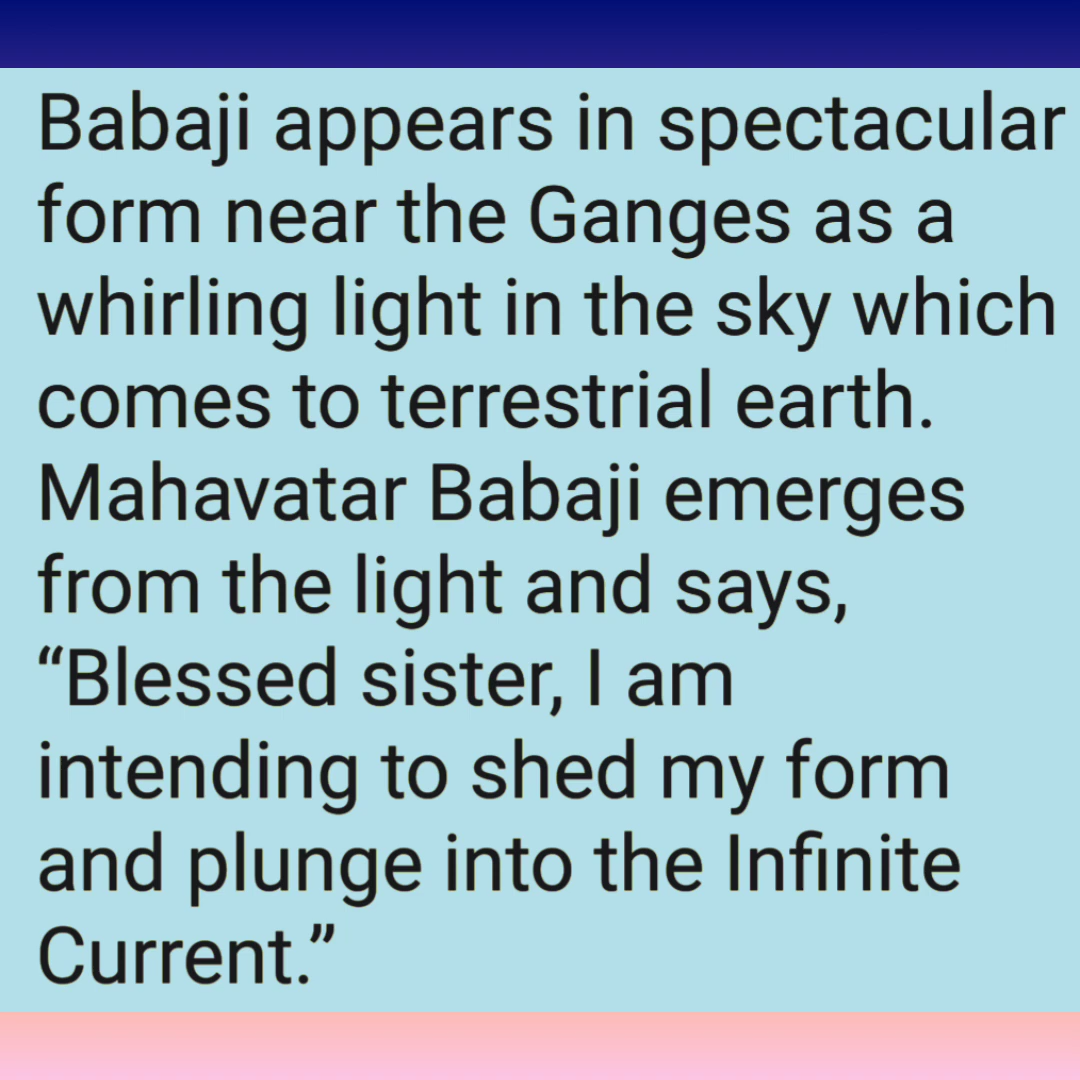 Babaji appears in spectacular
form near the Ganges as a
whirling light in the sky which
comes to terrestrial earth.
Mahavatar Babaji emerges
from the light and says,
“Blessed sister, I am
intending to shed my form
and plunge into the Infinite
Current.”